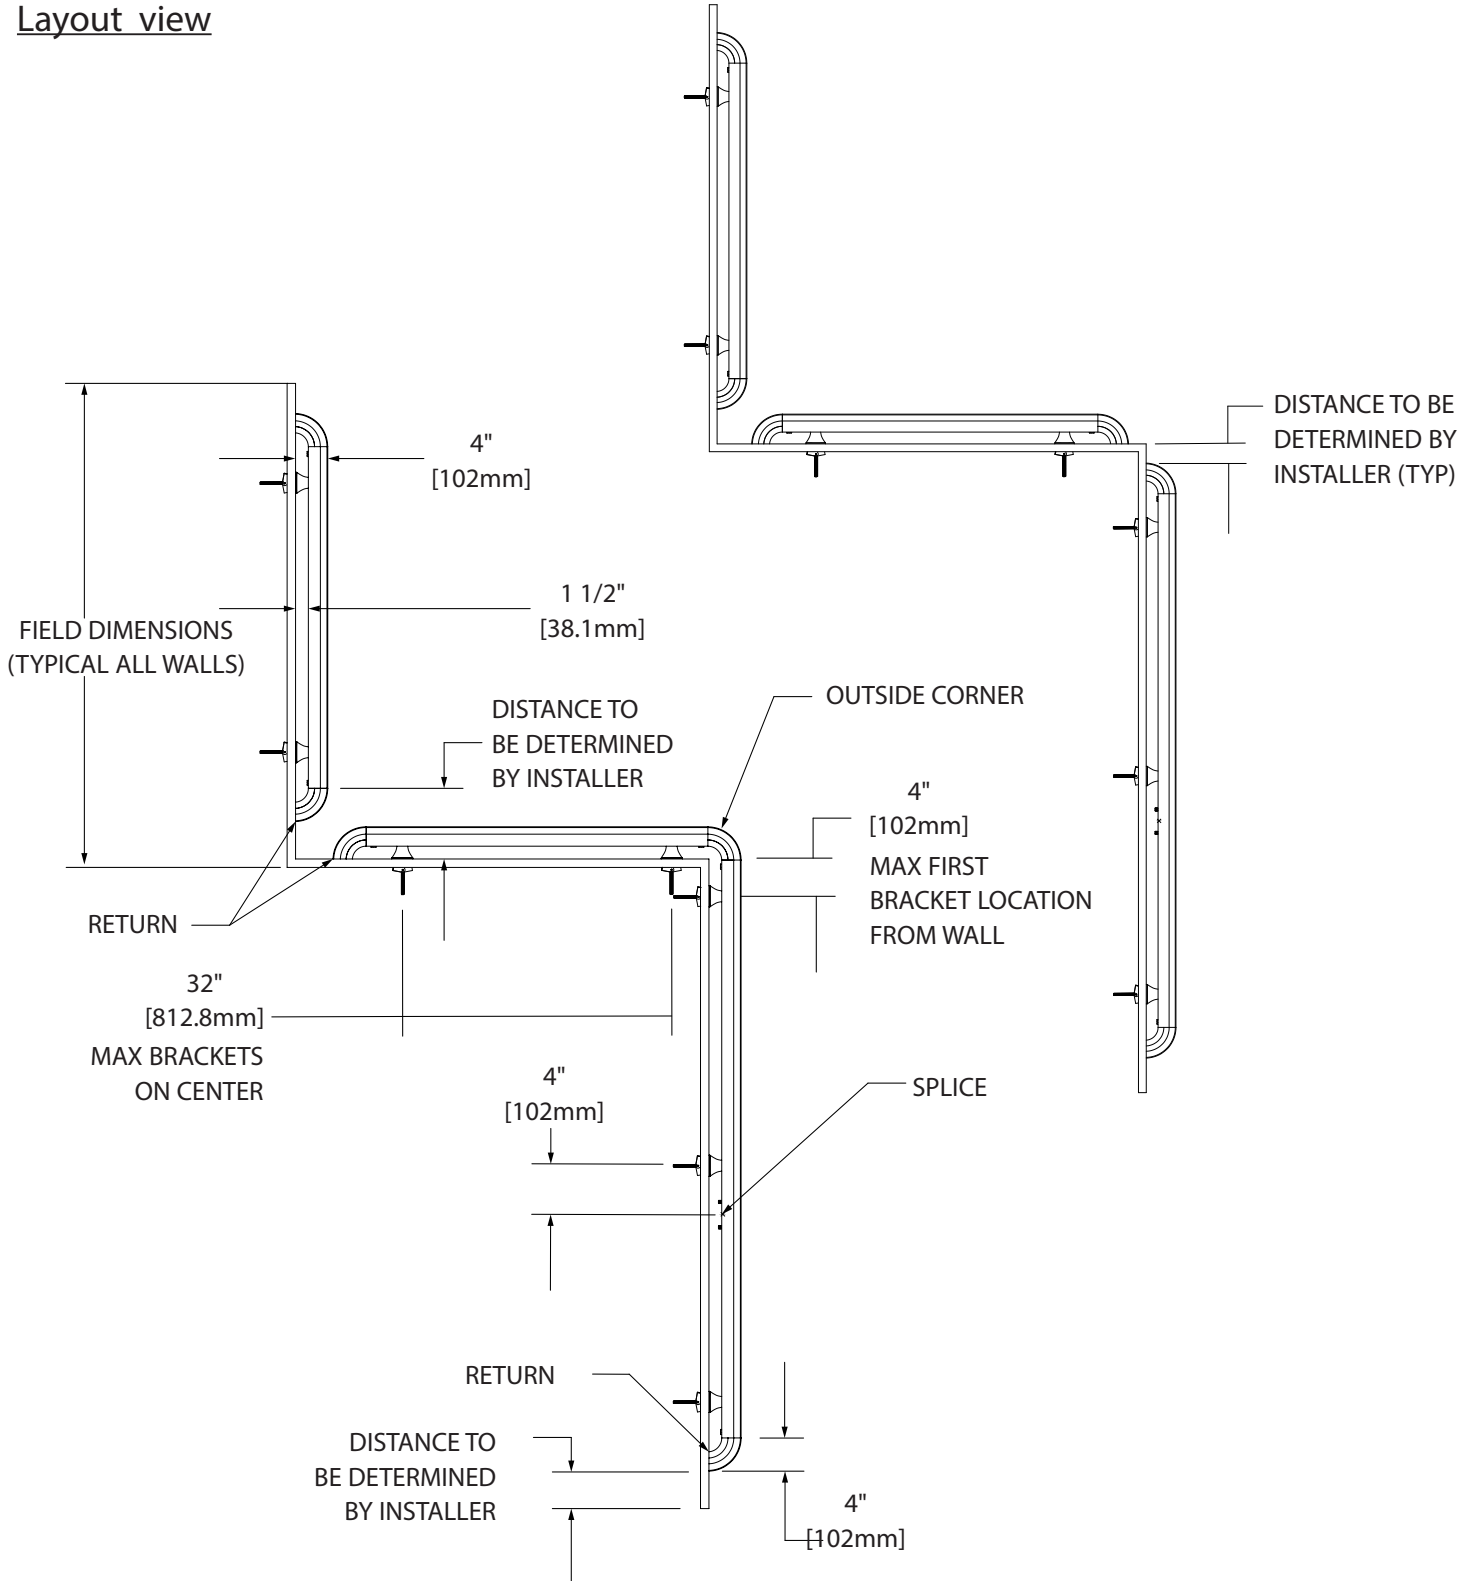 Layout view
DISTANCE TO BE
DETERMINED BY
INSTALLER (TYP)
4"
[102mm]
1 1/2"
[38.1mm]
FIELD DIMENSIONS
(TYPICAL ALL WALLS)
DISTANCE TO
BE DETERMINED
BY INSTALLER
OUTSIDE CORNER
4"
[102mm]
MAX FIRST
BRACKET LOCATION
FROM WALL
RETURN
32"
[812.8mm]
MAX BRACKETS
ON CENTER
4"
[102mm]
SPLICE
RETURN
DISTANCE TO
BE DETERMINED
BY INSTALLER
4"
[102mm]